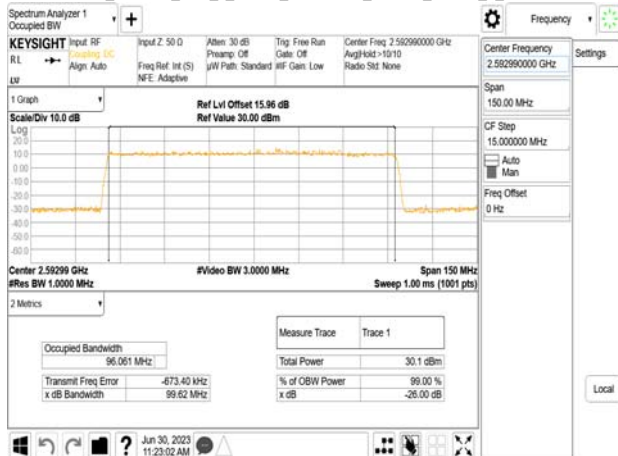 Spectrum Analyzer 1
Occupied BW
+
Frequency
KEYSIGHT
RL
Input: RF
Coupling: DC
Align: Auto
Input Z: 50 Ω
Freq Ref: Int (S)
NFE: Adaptive
Atten: 30 dB
Preamp: Off
µW Path: Standard
Trig: Free Run
Gate: Off
#IF Gain: Low
Center Freq: 2.592990000 GHz
Avg|Hold:>10/10
Radio Std: None
Center Frequency
2.592990000 GHz
Settings
Span
150.00 MHz
CF Step
15.000000 MHz
Auto
Man
Freq Offset
0 Hz
Local
1 Graph
Scale/Div 10.0 dB
Ref Lvl Offset 15.96 dB
Ref Value 30.00 dBm
Log
20.0
10.0
0.00
-10.0
-20.0
-30.0
-40.0
-50.0
-60.0
Center 2.59299 GHz
#Res BW 1.0000 MHz
#Video BW 3.0000 MHz
Span 150 MHz
Sweep 1.00 ms (1001 pts)
2 Metrics
Measure Trace Trace 1
Occupied Bandwidth
96.061 MHz
Total Power 30.1 dBm
Transmit Freq Error -673.40 kHz
% of OBW Power 99.00 %
x dB Bandwidth 99.62 MHz
x dB -26.00 dB
?
Jun 30, 2023
11:23:02 AM